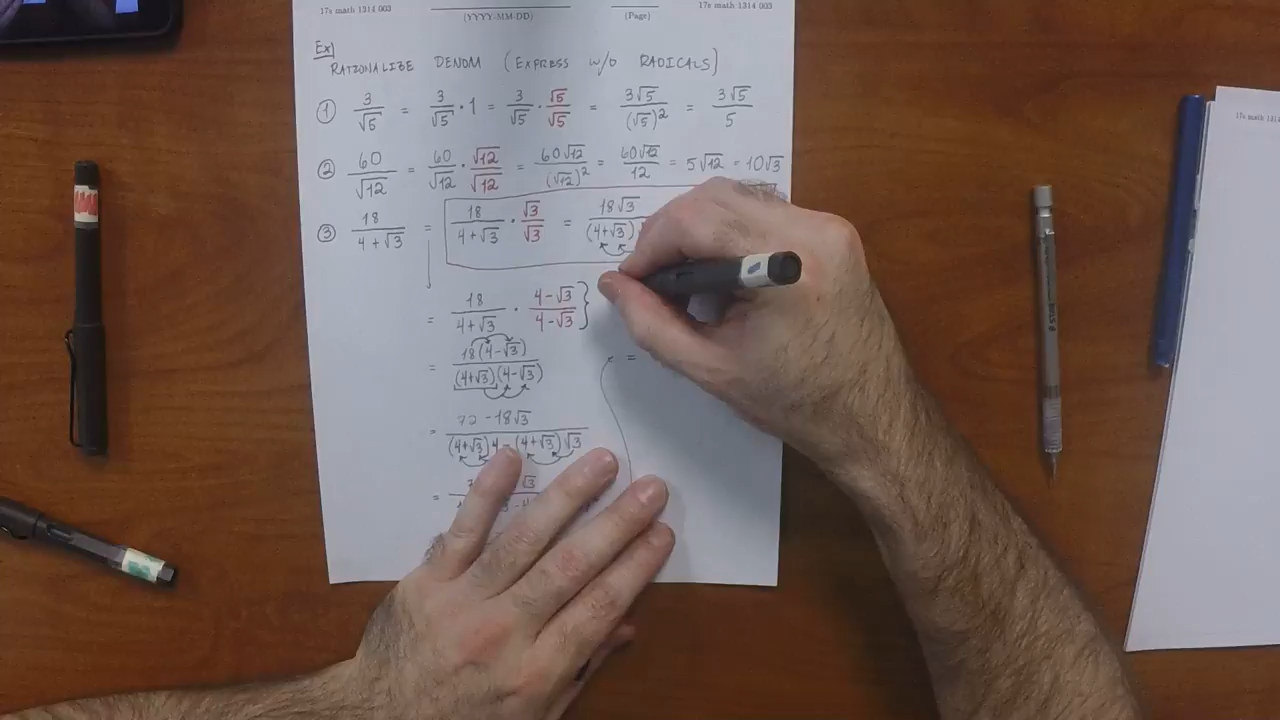 17s math 1314 003
(YYYY-MM-DD)
(Page)
17s math 1314 003
Ex)
RATIONALIZE DENOM (EXPRESS W/O RADICALS)
① 3/√5 = 3/√5 · 1 = 3/√5 · √5/√5 = 3√5/(√5)² = 3√5/5
② 60/√12 = 60/√12 · √12/√12 = 60√12/(√12)² = 60√12/12 = 5√12 = 10√3
③ 18/(4+√3) = 18/(4+√3) · √3/√3 = 18√3/(4+√3)
= 18/(4+√3) · (4-√3)/(4-√3) }
= 18(4-√3)/(4+√3)(4-√3)
=
= 72-18√3/(4+√3)4-(4+√3)√3
=
17s math 1314